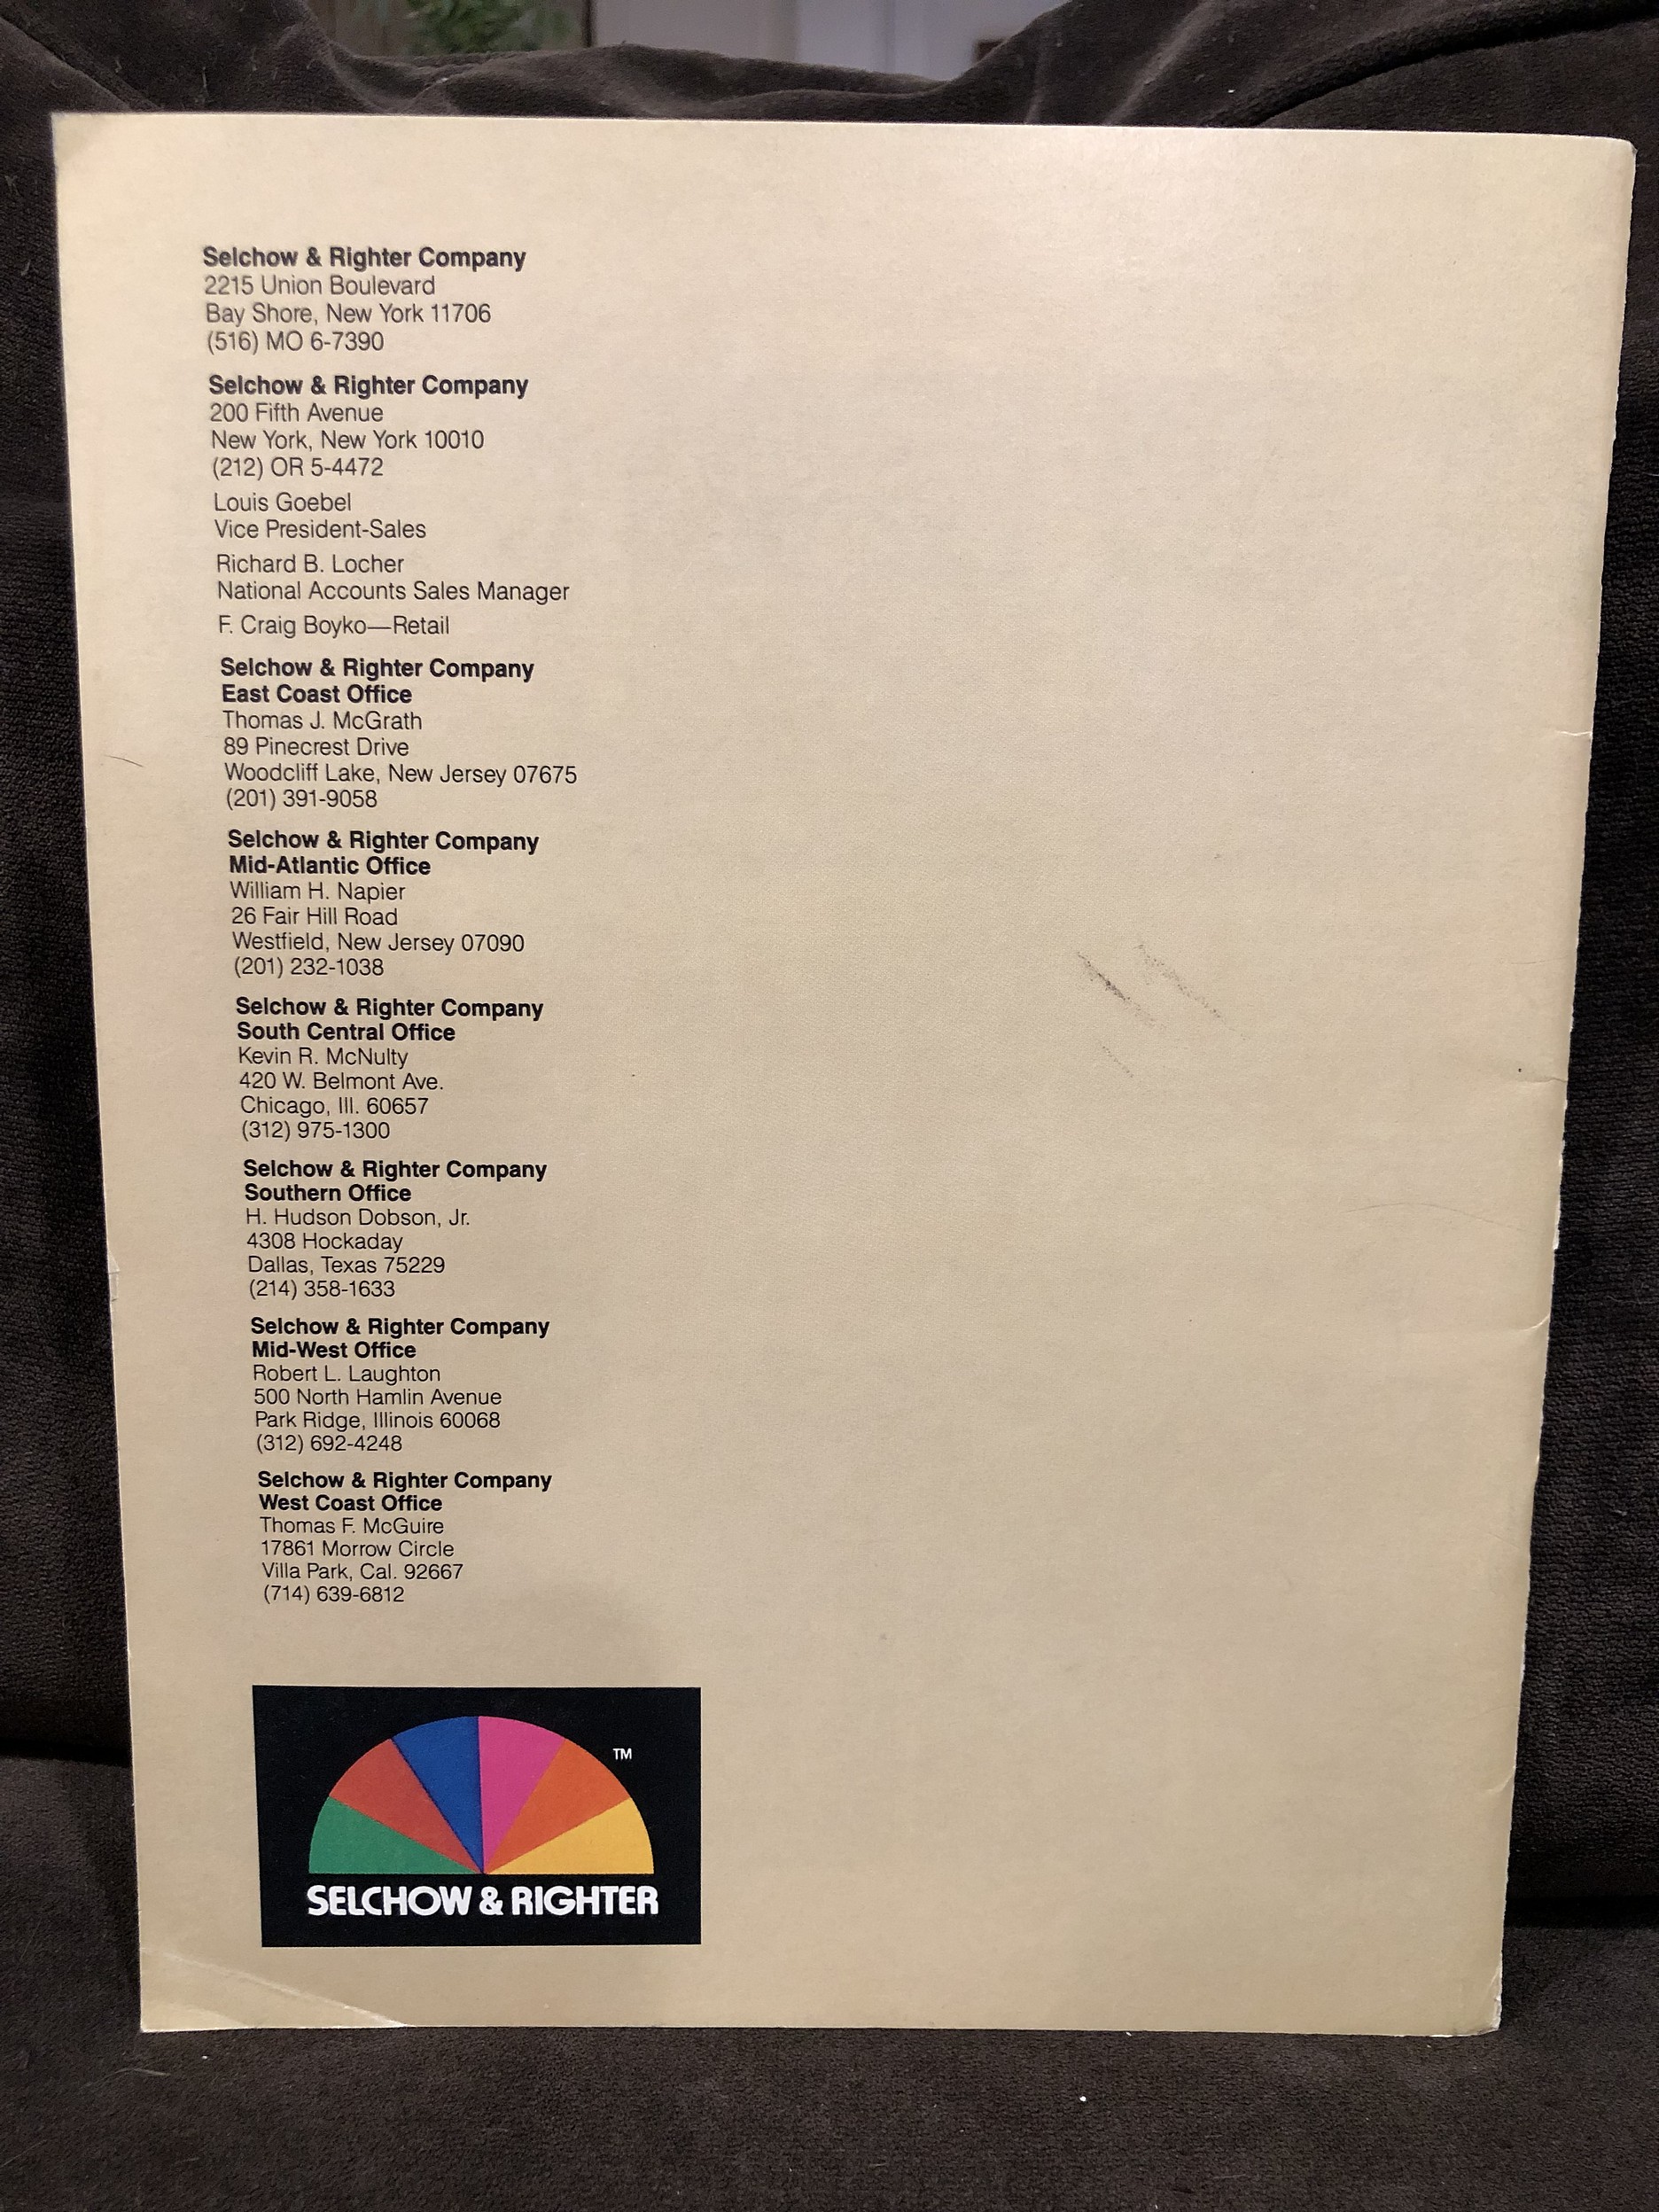 Selchow & Righter Company
2215 Union Boulevard
Bay Shore, New York 11706
(516) MO 6-7390
Selchow & Righter Company
200 Fifth Avenue
New York, New York 10010
(212) OR 5-4472
Louis Goebel
Vice President-Sales
Richard B. Locher
National Accounts Sales Manager
F. Craig Boyko—Retail
Selchow & Righter Company
East Coast Office
Thomas J. McGrath
89 Pinecrest Drive
Woodcliff Lake, New Jersey 07675
(201) 391-9058
Selchow & Righter Company
Mid-Atlantic Office
William H. Napier
26 Fair Hill Road
Westfield, New Jersey 07090
(201) 232-1038
Selchow & Righter Company
South Central Office
Kevin R. McNulty
420 W. Belmont Ave.
Chicago, Ill. 60657
(312) 975-1300
Selchow & Righter Company
Southern Office
H. Hudson Dobson, Jr.
4308 Hockaday
Dallas, Texas 75229
(214) 358-1633
Selchow & Righter Company
Mid-West Office
Robert L. Laughton
500 North Hamlin Avenue
Park Ridge, Illinois 60068
(312) 692-4248
Selchow & Righter Company
West Coast Office
Thomas F. McGuire
17861 Morrow Circle
Villa Park, Cal. 92667
(714) 639-6812
TM
SELCHOW & RIGHTER